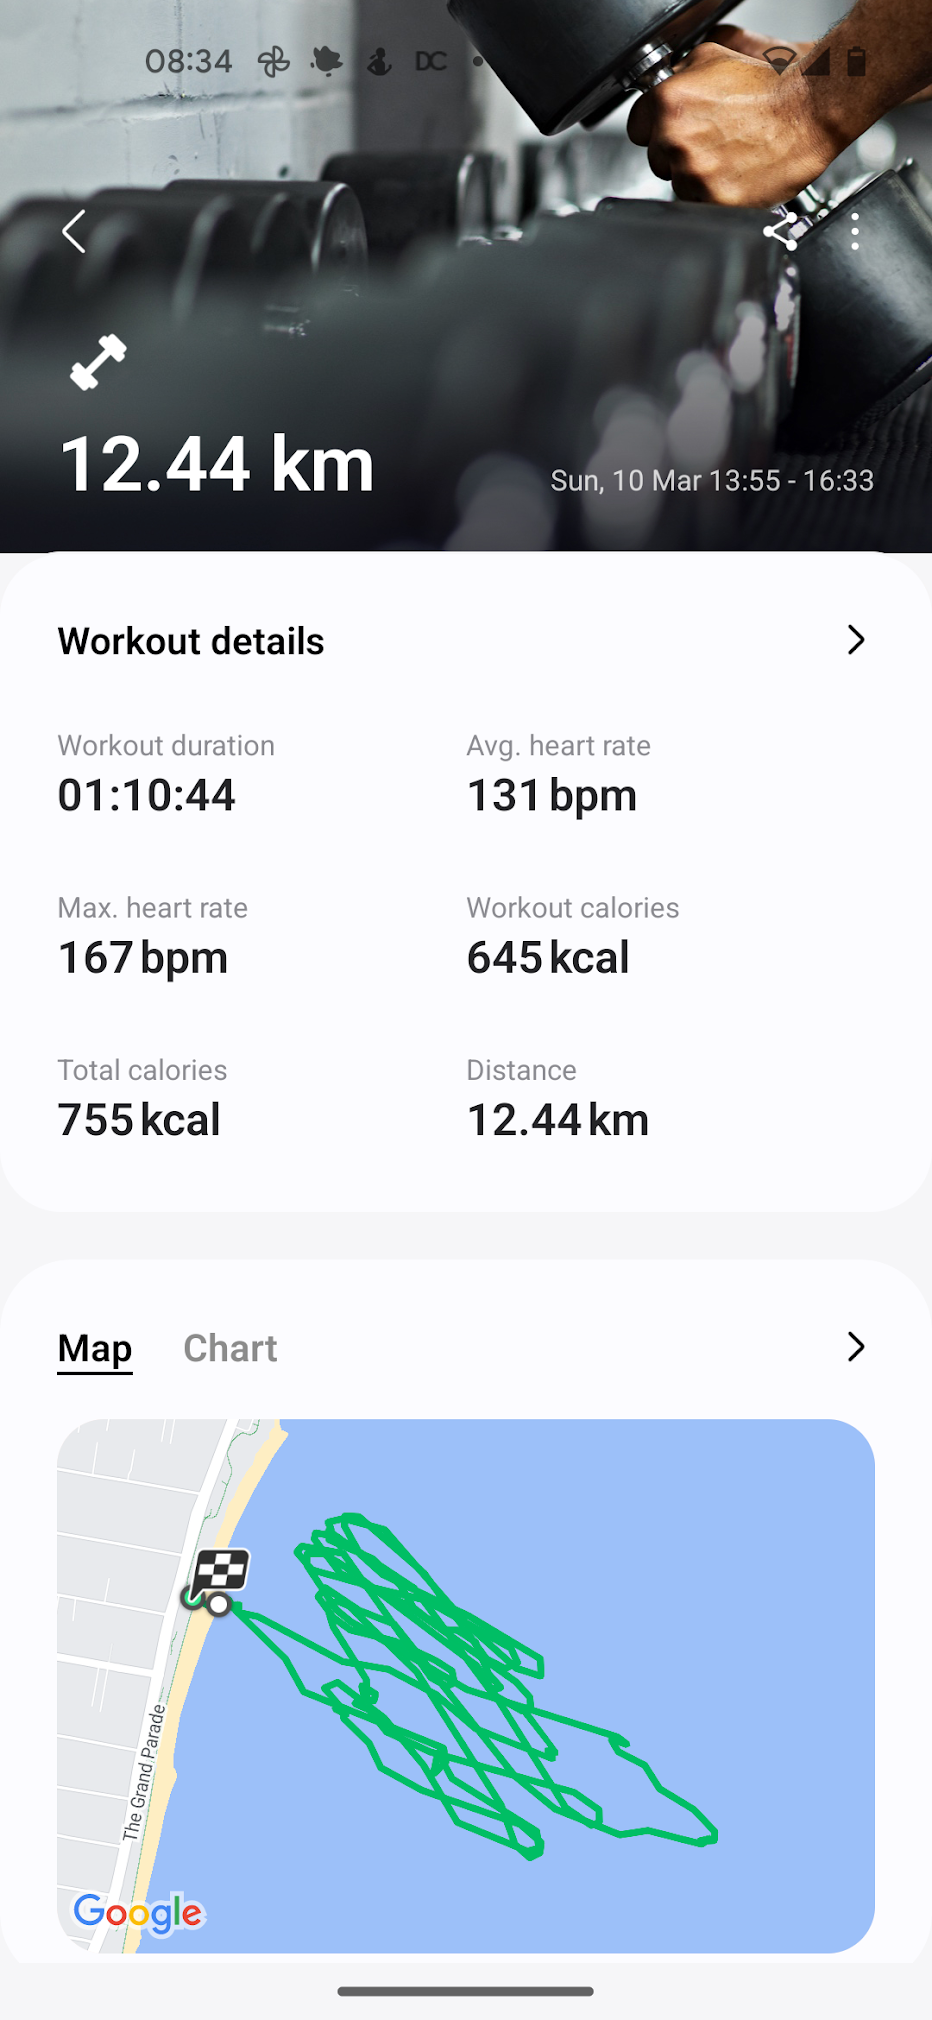 08:34 DC
12.44 km
Sun, 10 Mar 13:55 - 16:33
Workout details
Workout duration Avg. heart rate
01:10:44 131 bpm
Max. heart rate Workout calories
167 bpm 645 kcal
Total calories Distance
755 kcal 12.44 km
Map Chart
The Grand Parade
Google